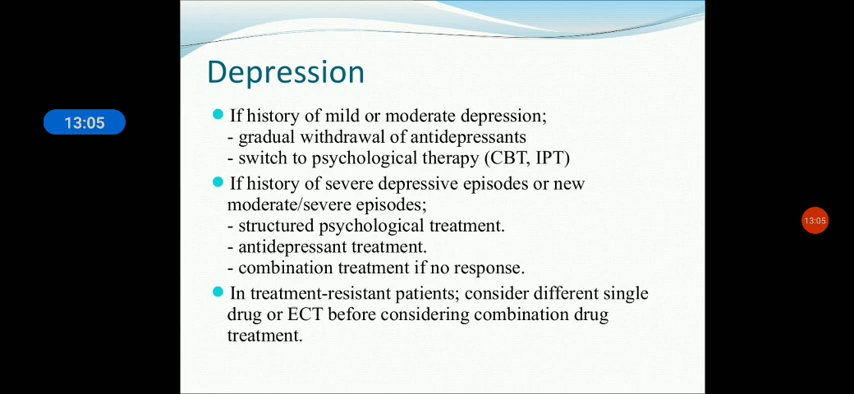 Depression
If history of mild or moderate depression;
- gradual withdrawal of antidepressants
- switch to psychological therapy (CBT, IPT)
If history of severe depressive episodes or new
moderate/severe episodes;
- structured psychological treatment.
- antidepressant treatment.
- combination treatment if no response.
In treatment-resistant patients; consider different single
drug or ECT before considering combination drug
treatment.
13:05
13:05